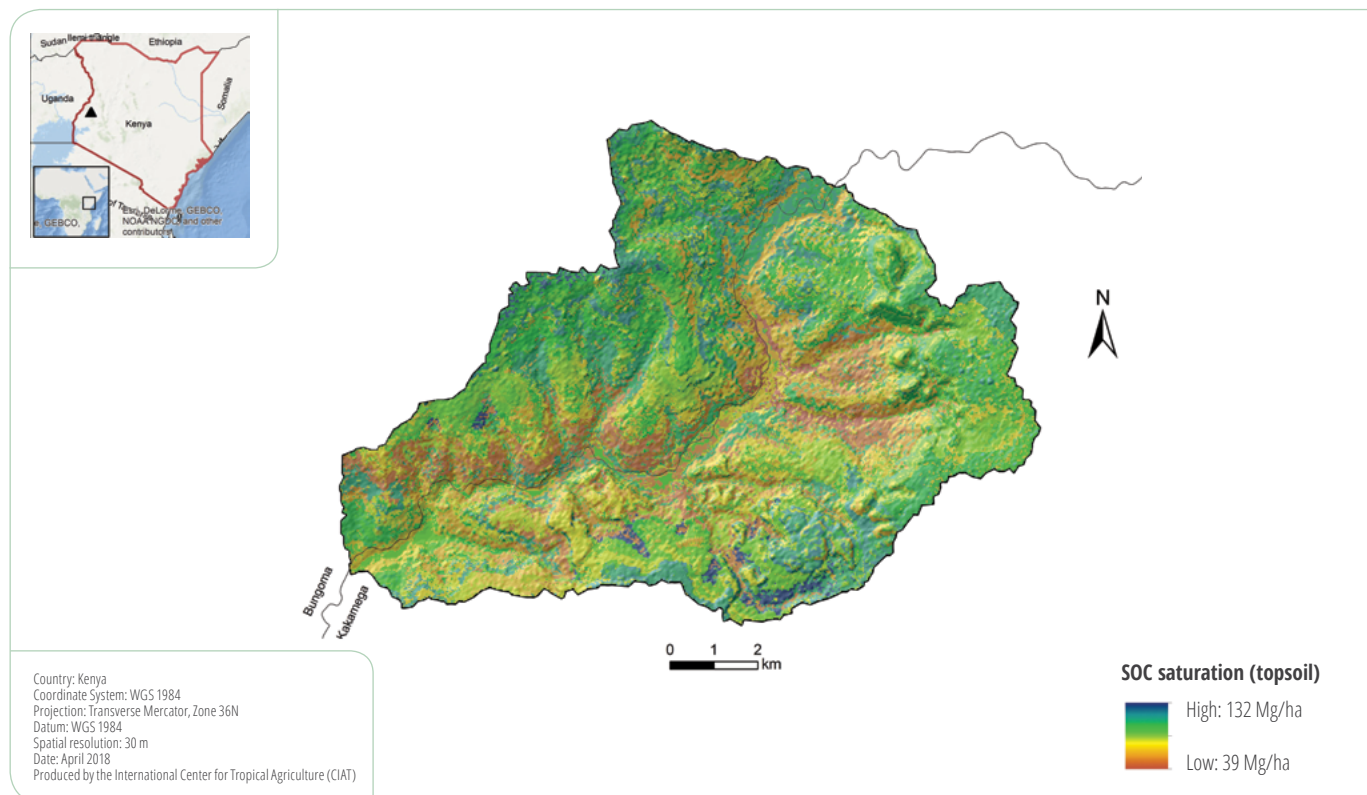 Sudan
Ilemi triangle
Ethiopia
Uganda
Somalia
Kenya
Esri, DeLorme, GEBCO,
NOAA NGDC, and other
contributors
e, GEBCO,
N
Bungoma
Kakamega
0 1 2
km
Country: Kenya
Coordinate System: WGS 1984
Projection: Transverse Mercator, Zone 36N
Datum: WGS 1984
Spatial resolution: 30 m
Date: April 2018
Produced by the International Center for Tropical Agriculture (CIAT)
SOC saturation (topsoil)
High: 132 Mg/ha
Low: 39 Mg/ha